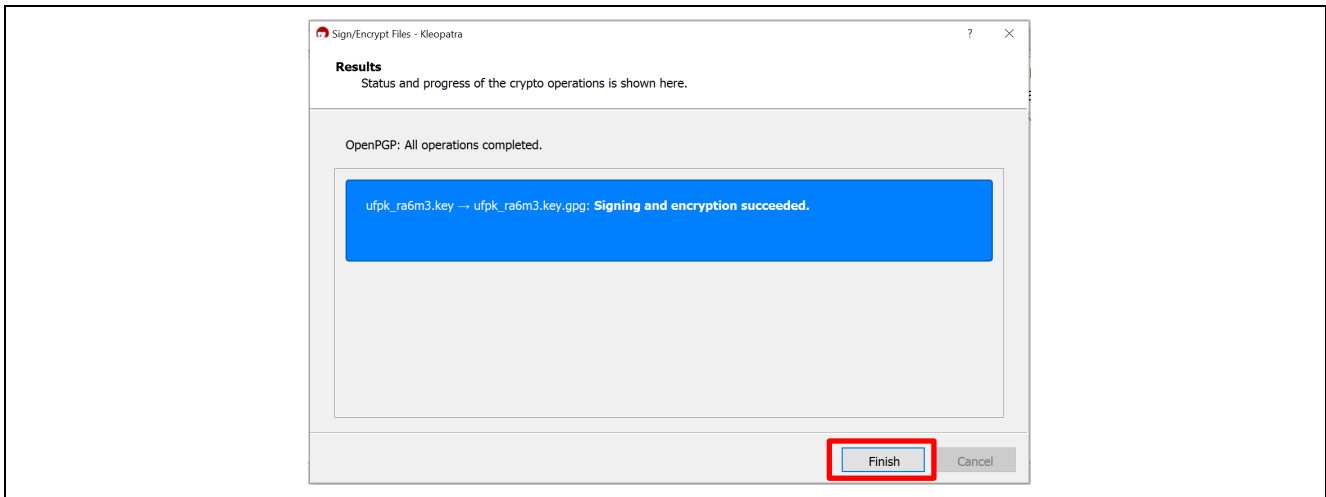 Sign/Encrypt Files - Kleopatra ? ×
Results
Status and progress of the crypto operations is shown here.
OpenPGP: All operations completed.
ufpk_ra6m3.key → ufpk_ra6m3.key.gpg: Signing and encryption succeeded.
Finish Cancel